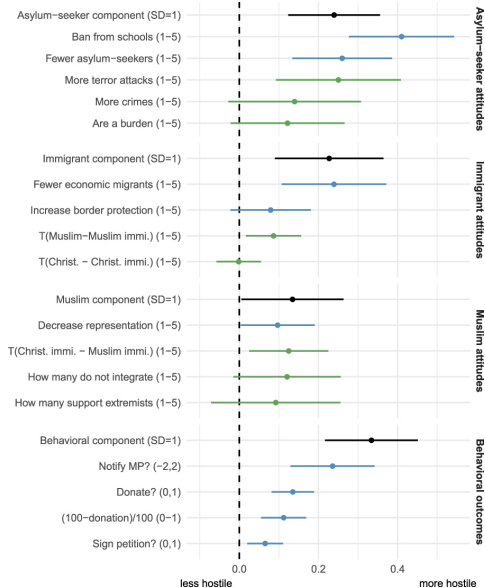 Asylum−seeker attitudes
Asylum−seeker component (SD=1)
Ban from schools (1−5)
Fewer asylum−seekers (1−5)
More terror attacks (1−5)
More crimes (1−5)
Are a burden (1−5)
Immigrant attitudes
Immigrant component (SD=1)
Fewer economic migrants (1−5)
Increase border protection (1−5)
T(Muslim−Muslim immi.) (1−5)
T(Christ. − Christ. immi.) (1−5)
Muslim attitudes
Muslim component (SD=1)
Decrease representation (1−5)
T(Christ. immi. − Muslim immi.) (1−5)
How many do not integrate (1−5)
How many support extremists (1−5)
Behavioral outcomes
Behavioral component (SD=1)
Notify MP? (−2,2)
Donate? (0,1)
(100−donation)/100 (0−1)
Sign petition? (0,1)
0.0 0.2 0.4
less hostile more hostile